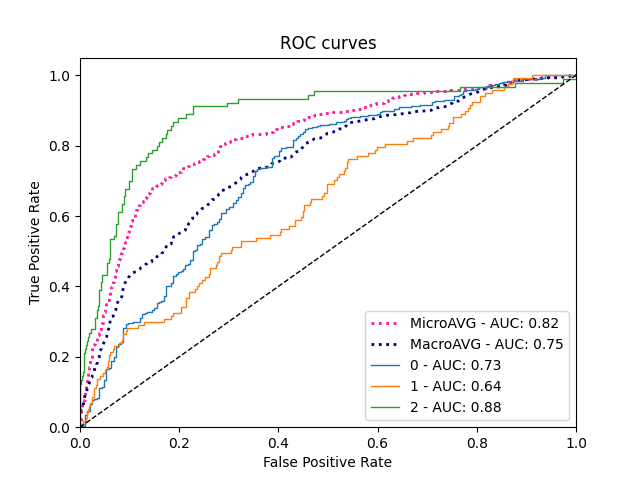 ROC curves
True Positive Rate
1.0
0.8
0.6
0.4
0.2
0.0
0.0 0.2 0.4 0.6 0.8 1.0
False Positive Rate
MicroAVG - AUC: 0.82
MacroAVG - AUC: 0.75
0 - AUC: 0.73
1 - AUC: 0.64
2 - AUC: 0.88